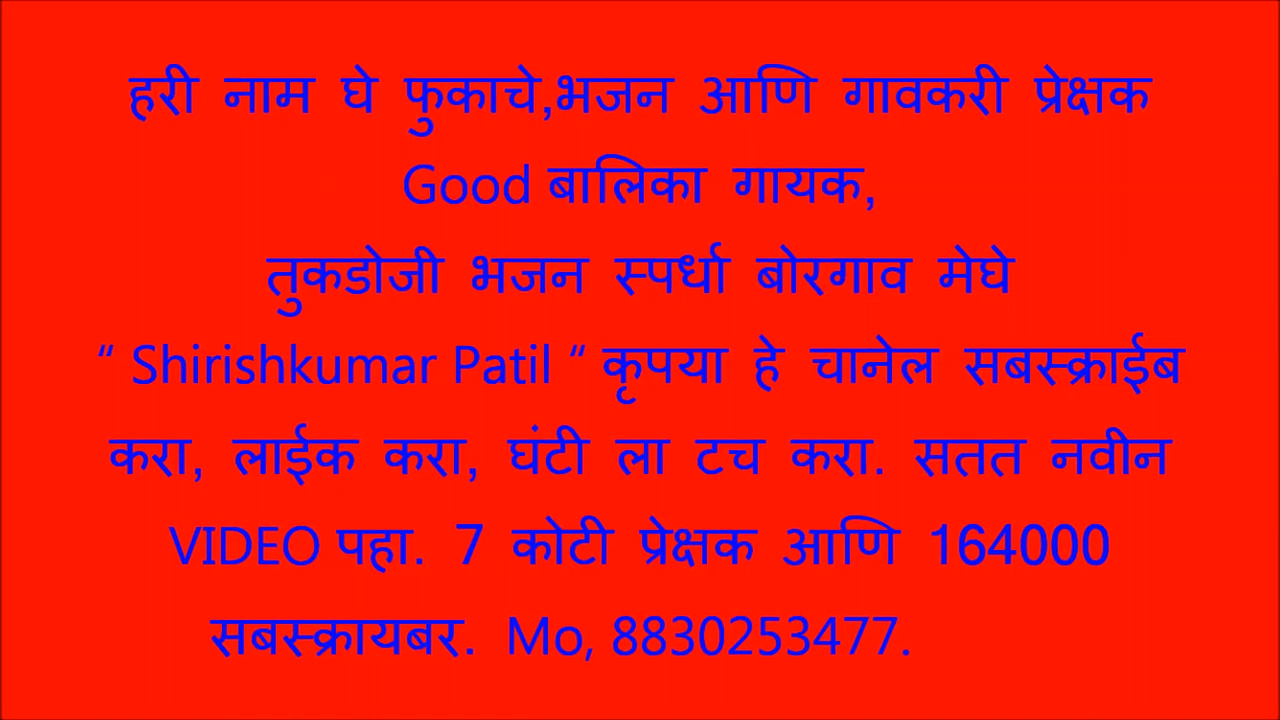 हरी नाम घे फुकाचे,भजन आणि गावकरी प्रेक्षक
Good बालिका गायक,
तुकडोजी भजन स्पर्धा बोरगाव मेघे
“ Shirishkumar Patil “ कृपया हे चानेल सबस्क्राईब
करा, लाईक करा, घंटी ला टच करा. सतत नवीन
VIDEO पहा. 7 कोटी प्रेक्षक आणि 164000
सबस्क्रायबर. Mo, 8830253477.